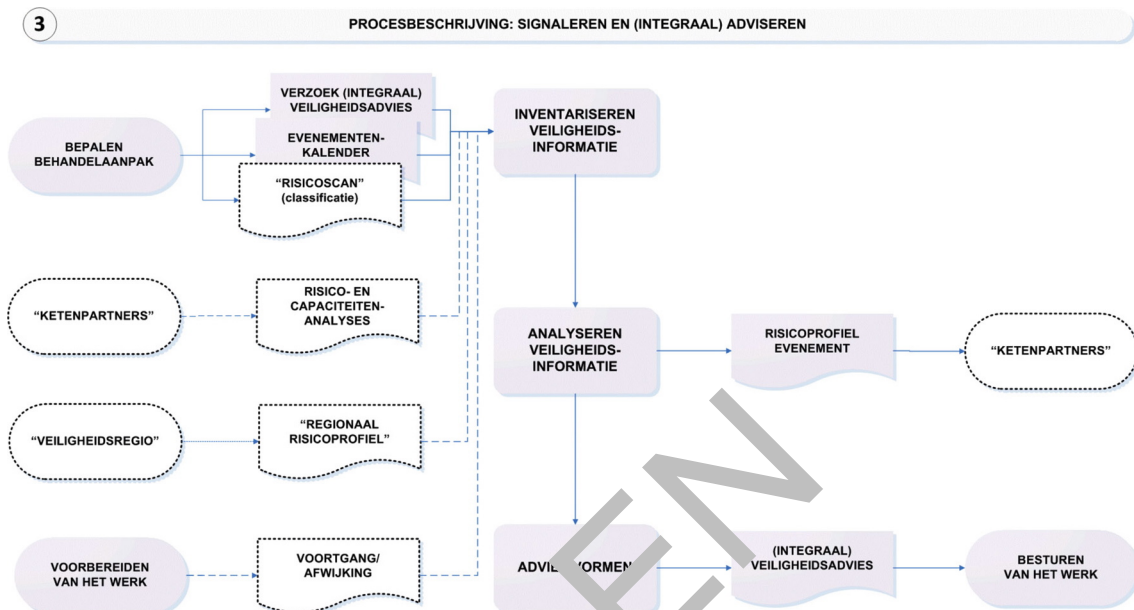 3
PROCESBESCHRIJVING: SIGNALEREN EN (INTEGRAAL) ADVISEREN
BEPALEN
BEHANDELAANPAK
VERZOEK (INTEGRAAL)
VEILIGHEIDSADVIES
EVENEMENTEN-
KALENDER
“RISICOSCAN”
(classificatie)
INVENTARISEREN
VEILIGHEIDS-
INFORMATIE
“KETENPARTNERS”
RISICO- EN
CAPACITEITEN-
ANALYSES
ANALYSEREN
VEILIGHEIDS-
INFORMATIE
RISICOPROFIEL
EVENEMENT
“KETENPARTNERS”
“VEILIGHEIDSREGIO”
“REGIONAAL
RISICOPROFIEL”
VOORBEREIDEN
VAN HET WERK
VOORTGANG/
AFWIJKING
(INTEGRAAL)
VEILIGHEIDSADVIES
BESTUREN
VAN HET WERK